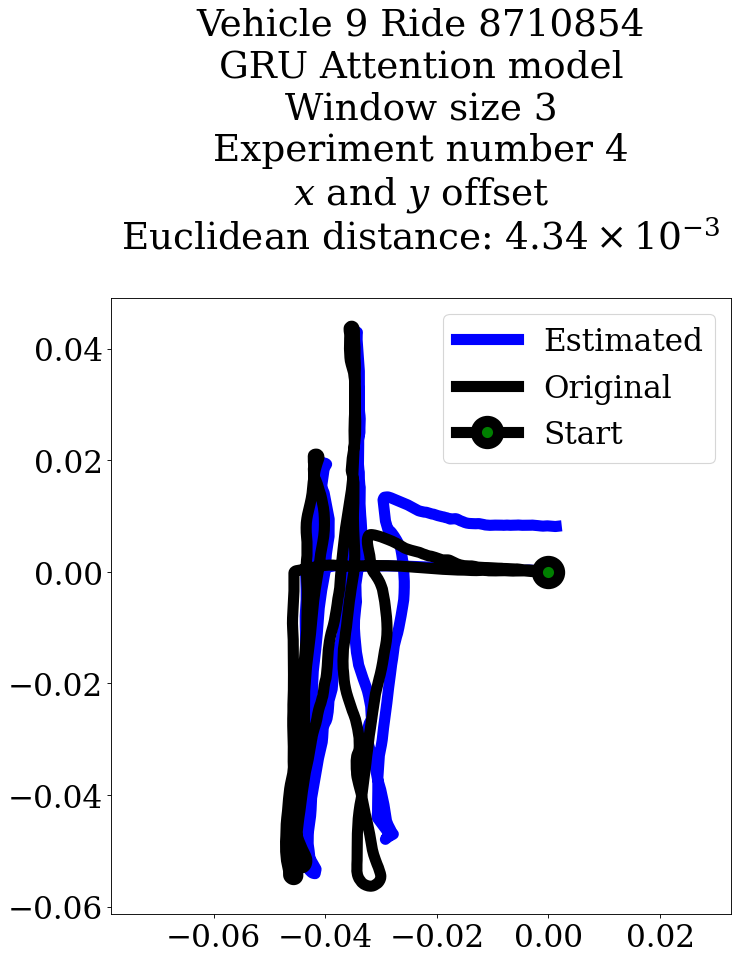 Vehicle 9 Ride 8710854
GRU Attention model
Window size 3
Experiment number 4
x and y offset
Euclidean distance: 4.34 × 10⁻³
Estimated
Original
Start
0.04
0.02
0.00
−0.02
−0.04
−0.06
−0.06 −0.04 −0.02 0.00 0.02